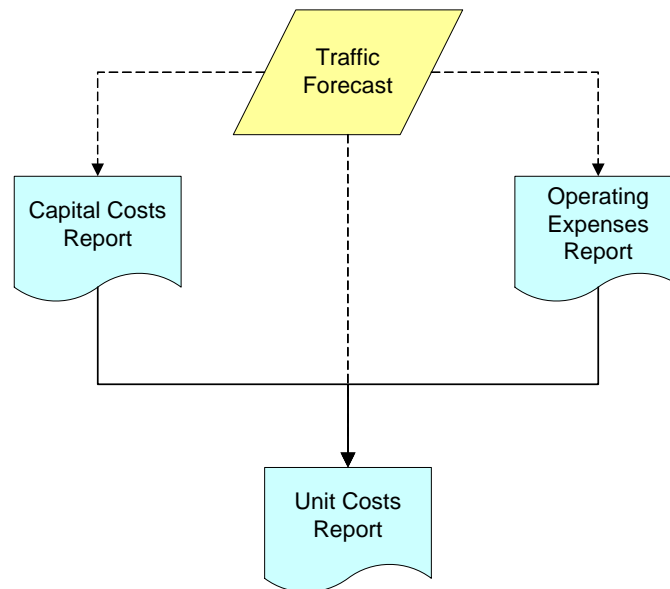 Traffic
Forecast
Capital Costs
Report
Operating
Expenses
Report
Unit Costs
Report